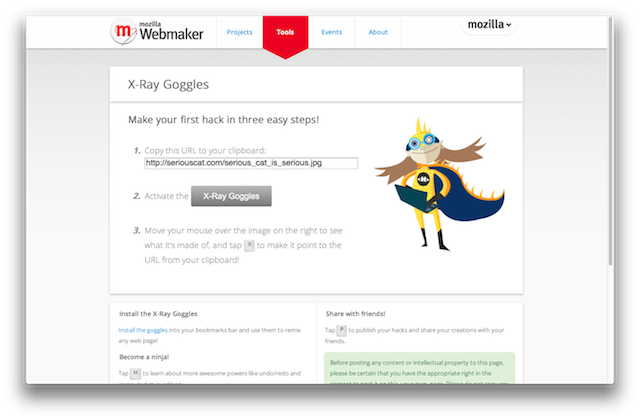 mozilla
Webmaker
Projects
Tools
Events
About
mozilla
X-Ray Goggles
Make your first hack in three easy steps!
1. Copy this URL to your clipboard:
http://seriouscat.com/serious_cat_is_serious.jpg
2. Activate the X-Ray Goggles
3. Move your mouse over the image on the right to see
what it's made of, and tap R to make it point to the
URL from your clipboard!
Install the X-Ray Goggles
Install the goggles into your bookmarks bar and use them to remix
any web page!
Become a ninja!
Tap H to learn about more awesome powers like undo/redo and
Share with friends!
Tap P to publish your hacks and share your creations with your
friends.
Before posting any content or intellectual property to this page,
please be certain that you have the appropriate right in the